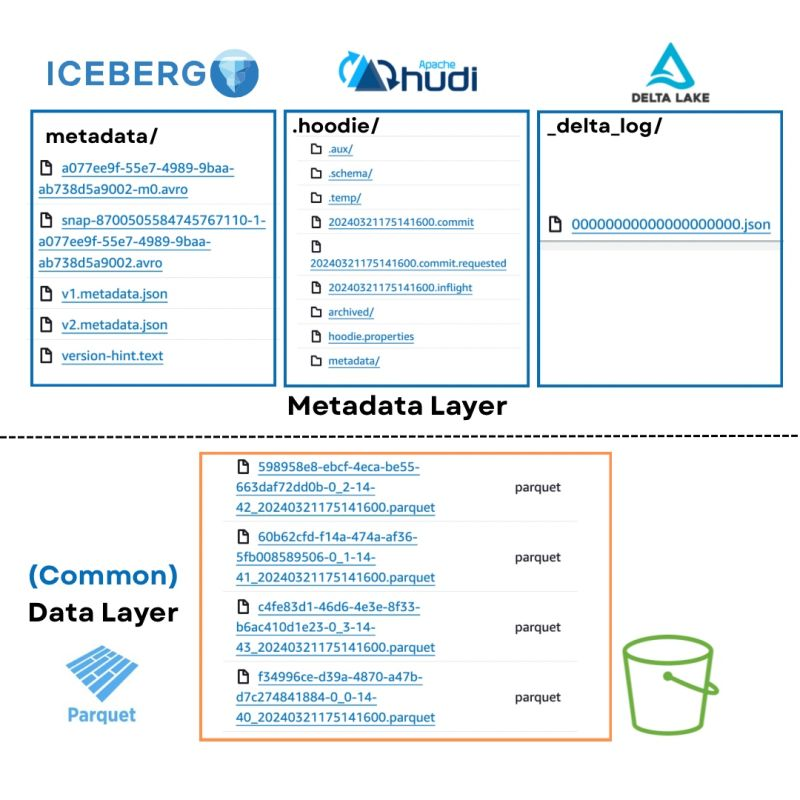 ICEBERG
Apache
hudi
DELTA LAKE
metadata/
a077ee9f-55e7-4989-9baa-
ab738d5a9002-m0.avro
snap-8700505584745767110-1-
a077ee9f-55e7-4989-9baa-
ab738d5a9002.avro
v1.metadata.json
v2.metadata.json
version-hint.text
.hoodie/
.aux/
.schema/
.temp/
20240321175141600.commit
20240321175141600.commit.requested
20240321175141600.inflight
archived/
hoodie.properties
metadata/
_delta_log/
00000000000000000000.json
Metadata Layer
(Common)
Data Layer
Parquet
598958e8-ebcf-4eca-be55-
663daf72dd0b-0_2-14-
42_20240321175141600.parquet
parquet
60b62cfd-f14a-474a-af36-
5fb008589506-0_1-14-
41_20240321175141600.parquet
parquet
c4fe83d1-46d6-4e3e-8f33-
b6ac410d1e23-0_3-14-
43_20240321175141600.parquet
parquet
f34996ce-d39a-4870-a47b-
d7c274841884-0_0-14-
40_20240321175141600.parquet
parquet